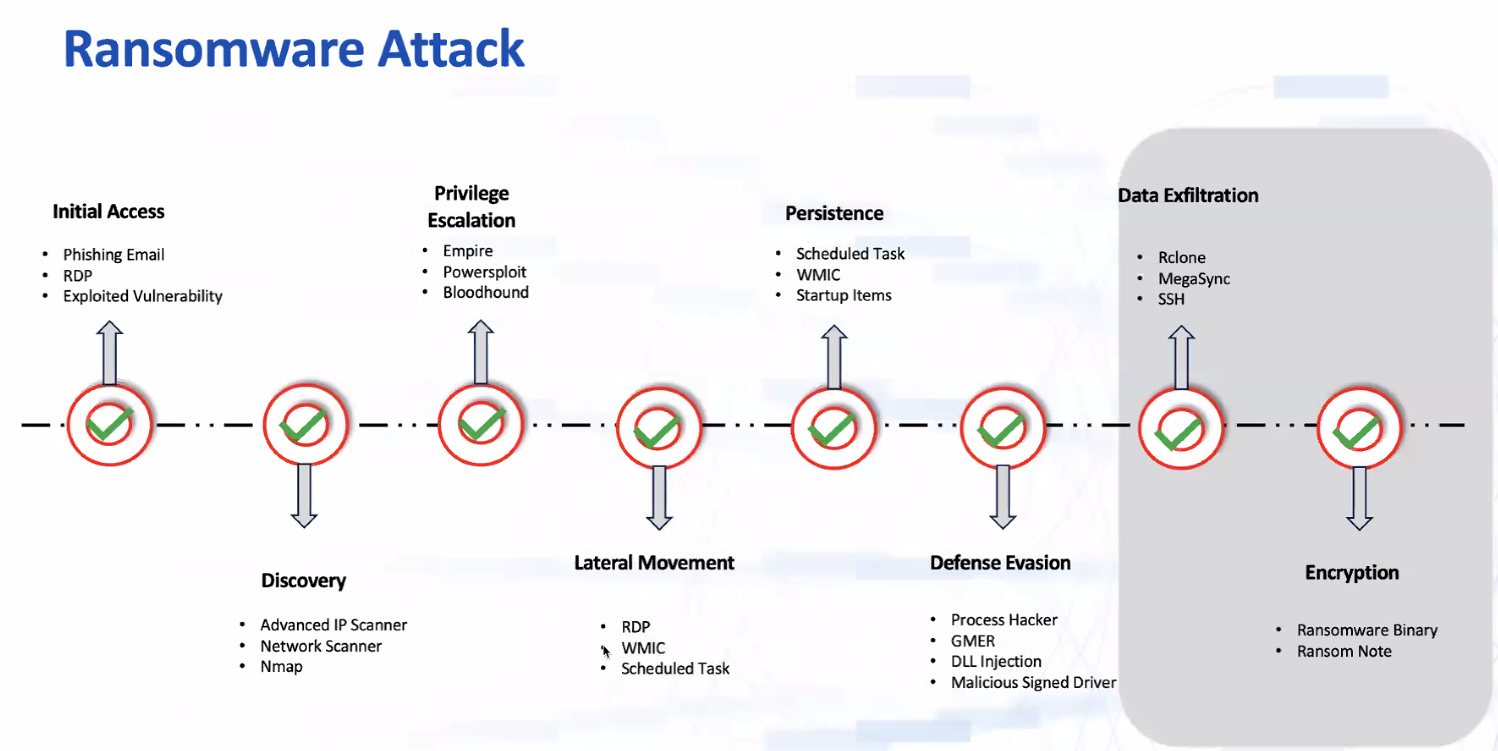 Ransomware Attack
Initial Access
• Phishing Email
• RDP
• Exploited Vulnerability
Discovery
• Advanced IP Scanner
• Network Scanner
• Nmap
Privilege
Escalation
• Empire
• Powersploit
• Bloodhound
Lateral Movement
• RDP
• WMIC
• Scheduled Task
Persistence
• Scheduled Task
• WMIC
• Startup Items
Defense Evasion
• Process Hacker
• GMER
• DLL Injection
• Malicious Signed Driver
Data Exfiltration
• Rclone
• MegaSync
• SSH
Encryption
• Ransomware Binary
• Ransom Note